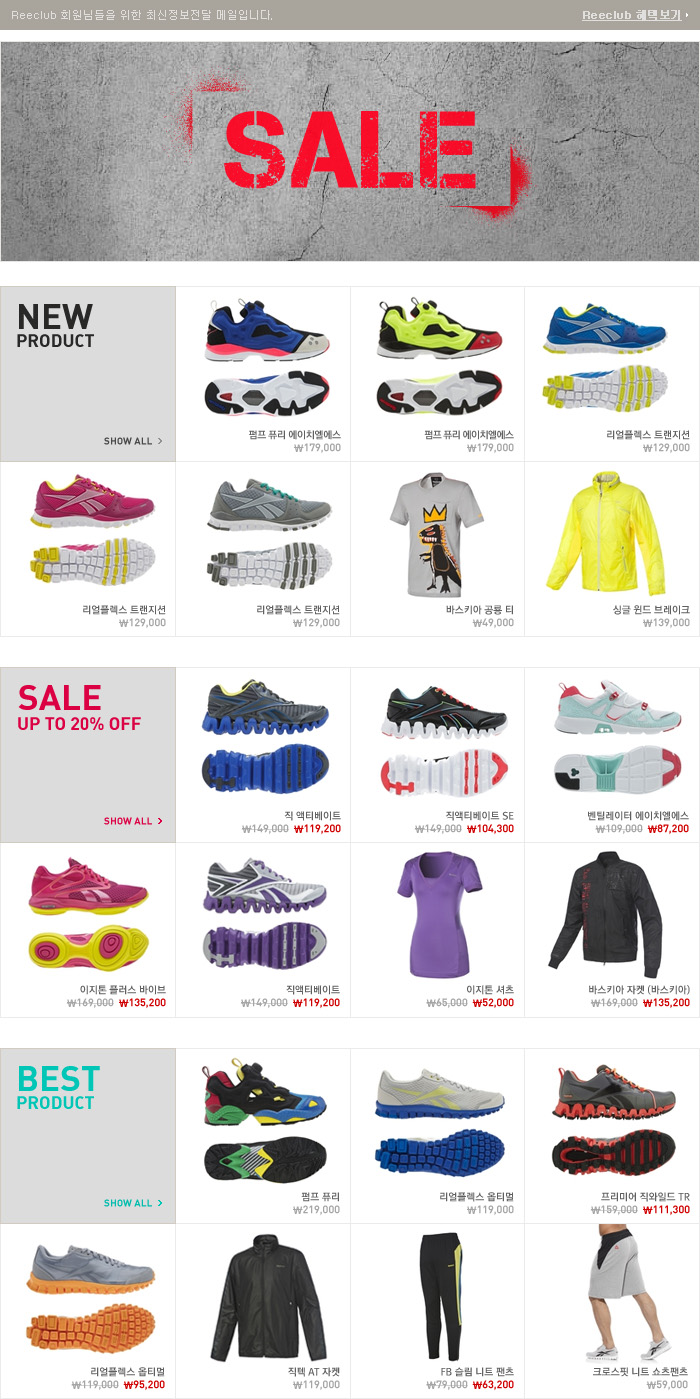 Reeclub 회원님들을 위한 최신정보전달 메일입니다.
Reeclub 혜택보기
SALE
NEW
PRODUCT
SHOW ALL
펌프 퓨리 에이치엘에스
₩179,000
펌프 퓨리 에이치엘에스
₩179,000
리얼플렉스 트랜지션
₩129,000
리얼플렉스 트랜지션
₩129,000
리얼플렉스 트랜지션
₩129,000
바스키아 공룡 티
₩49,000
싱글 윈드 브레이크
₩139,000
SALE
UP TO 20% OFF
SHOW ALL
직 액티베이트
₩149,000 ₩119,200
직액티베이트 SE
₩149,000 ₩104,300
벤틸레이터 에이치엘에스
₩109,000 ₩87,200
이지톤 플러스 바이브
₩169,000 ₩135,200
직액티베이트
₩149,000 ₩119,200
이지톤 셔츠
₩65,000 ₩52,000
바스키아 자켓 (바스키아)
₩169,000 ₩135,200
BEST
PRODUCT
SHOW ALL
펌프 퓨리
₩219,000
리얼플렉스 옵티멀
₩119,000
프리미어 직와일드 TR
₩159,000 ₩111,300
리얼플렉스 옵티멀
₩119,000 ₩95,200
직텍 AT 자켓
₩119,000
FB 슬림 니트 팬츠
₩79,000 ₩63,200
크로스핏 니트 쇼츠팬츠
₩59,000